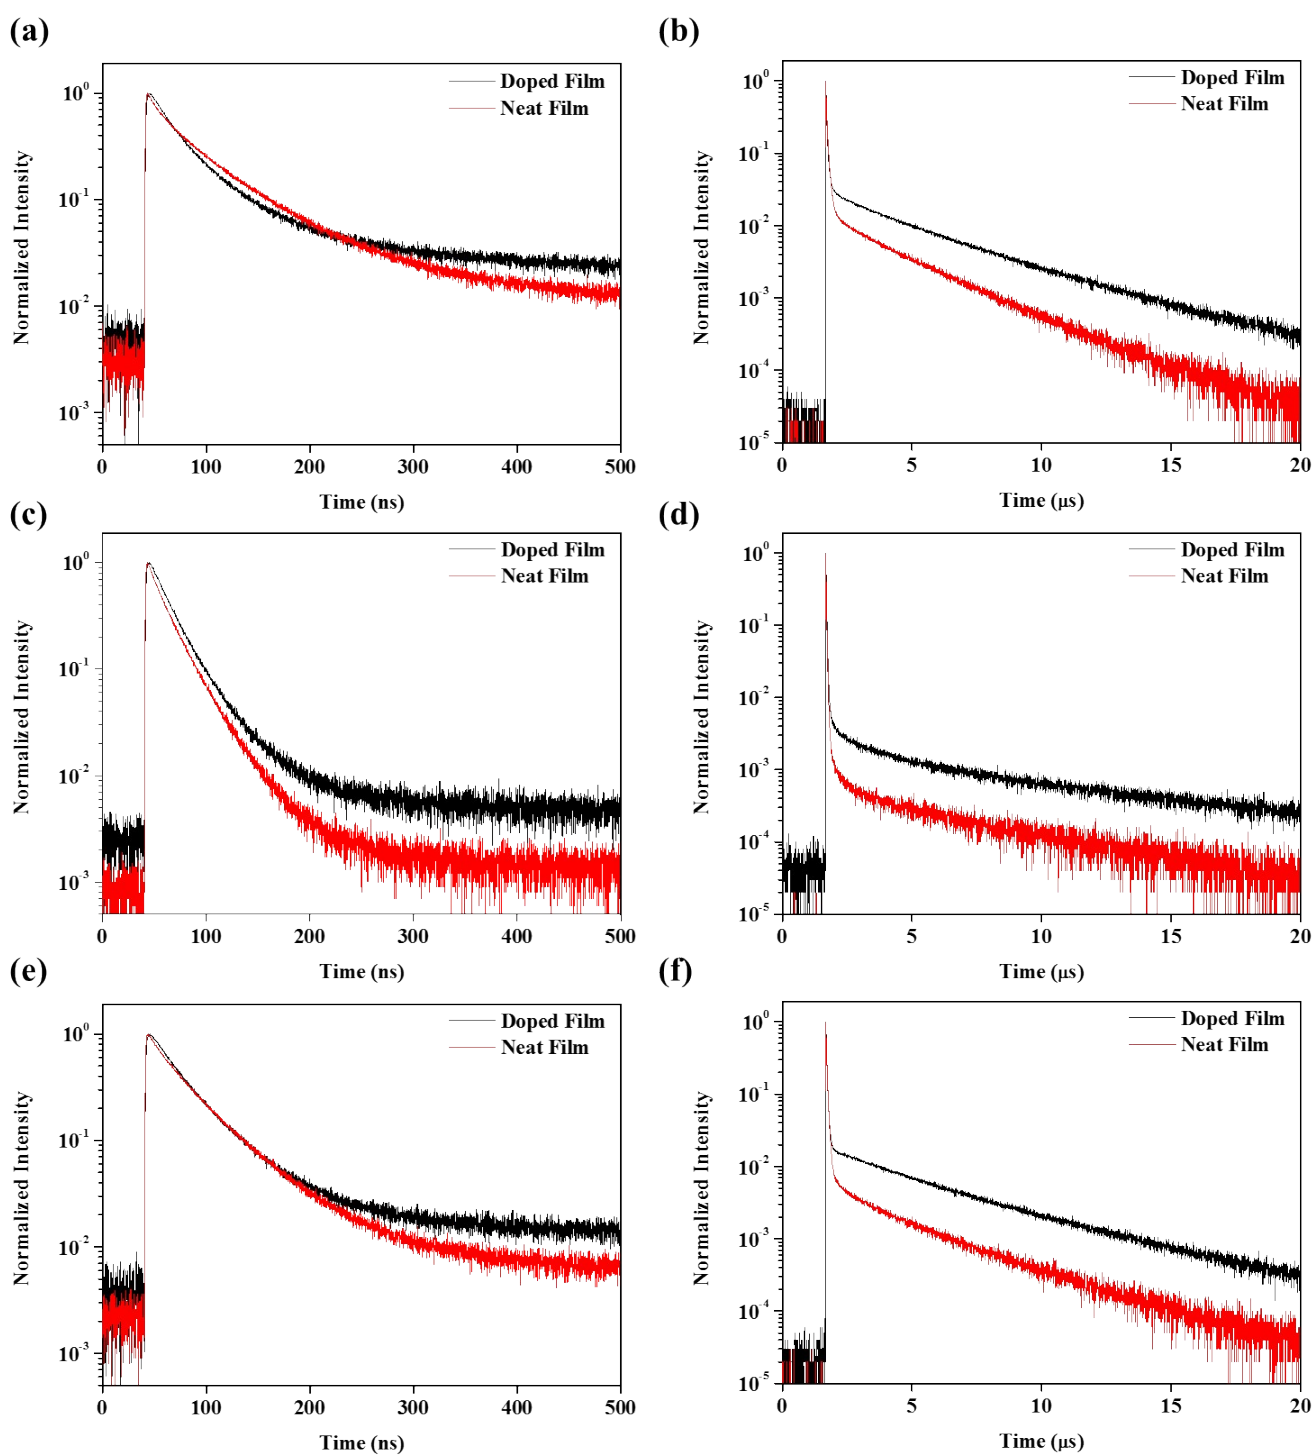 (a)
Doped Film
Neat Film
10⁰
10⁻¹
10⁻²
10⁻³
Normalized Intensity
0 100 200 300 400 500
Time (ns)
(b)
Doped Film
Neat Film
10⁰
10⁻¹
10⁻²
10⁻³
10⁻⁴
10⁻⁵
Normalized Intensity
0 5 10 15 20
Time (μs)
(c)
Doped Film
Neat Film
10⁰
10⁻¹
10⁻²
10⁻³
Normalized Intensity
0 100 200 300 400 500
Time (ns)
(d)
Doped Film
Neat Film
10⁰
10⁻¹
10⁻²
10⁻³
10⁻⁴
10⁻⁵
Normalized Intensity
0 5 10 15 20
Time (μs)
(e)
Doped Film
Neat Film
10⁰
10⁻¹
10⁻²
10⁻³
Normalized Intensity
0 100 200 300 400 500
Time (ns)
(f)
Doped Film
Neat Film
10⁰
10⁻¹
10⁻²
10⁻³
10⁻⁴
10⁻⁵
Normalized Intensity
0 5 10 15 20
Time (μs)